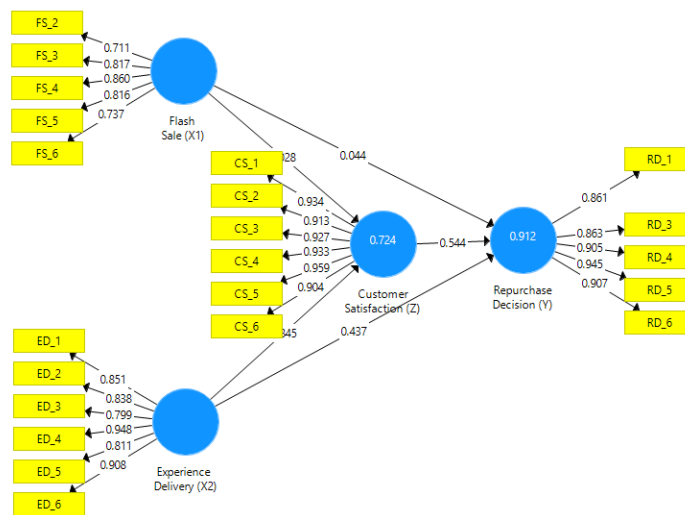 FS_2
FS_3
FS_4
FS_5
FS_6
0.711
0.817
0.860
0.816
0.737
Flash
Sale (X1)
0.044
CS_1
CS_2
CS_3
CS_4
CS_5
CS_6
0.934
0.913
0.927
0.933
0.959
0.904
0.724
Customer
Satisfaction (Z)
0.544
0.437
0.912
Repurchase
Decision (Y)
0.861
0.863
0.905
0.945
0.907
RD_1
RD_3
RD_4
RD_5
RD_6
ED_1
ED_2
ED_3
ED_4
ED_5
ED_6
0.851
0.838
0.799
0.948
0.811
0.908
Experience
Delivery (X2)